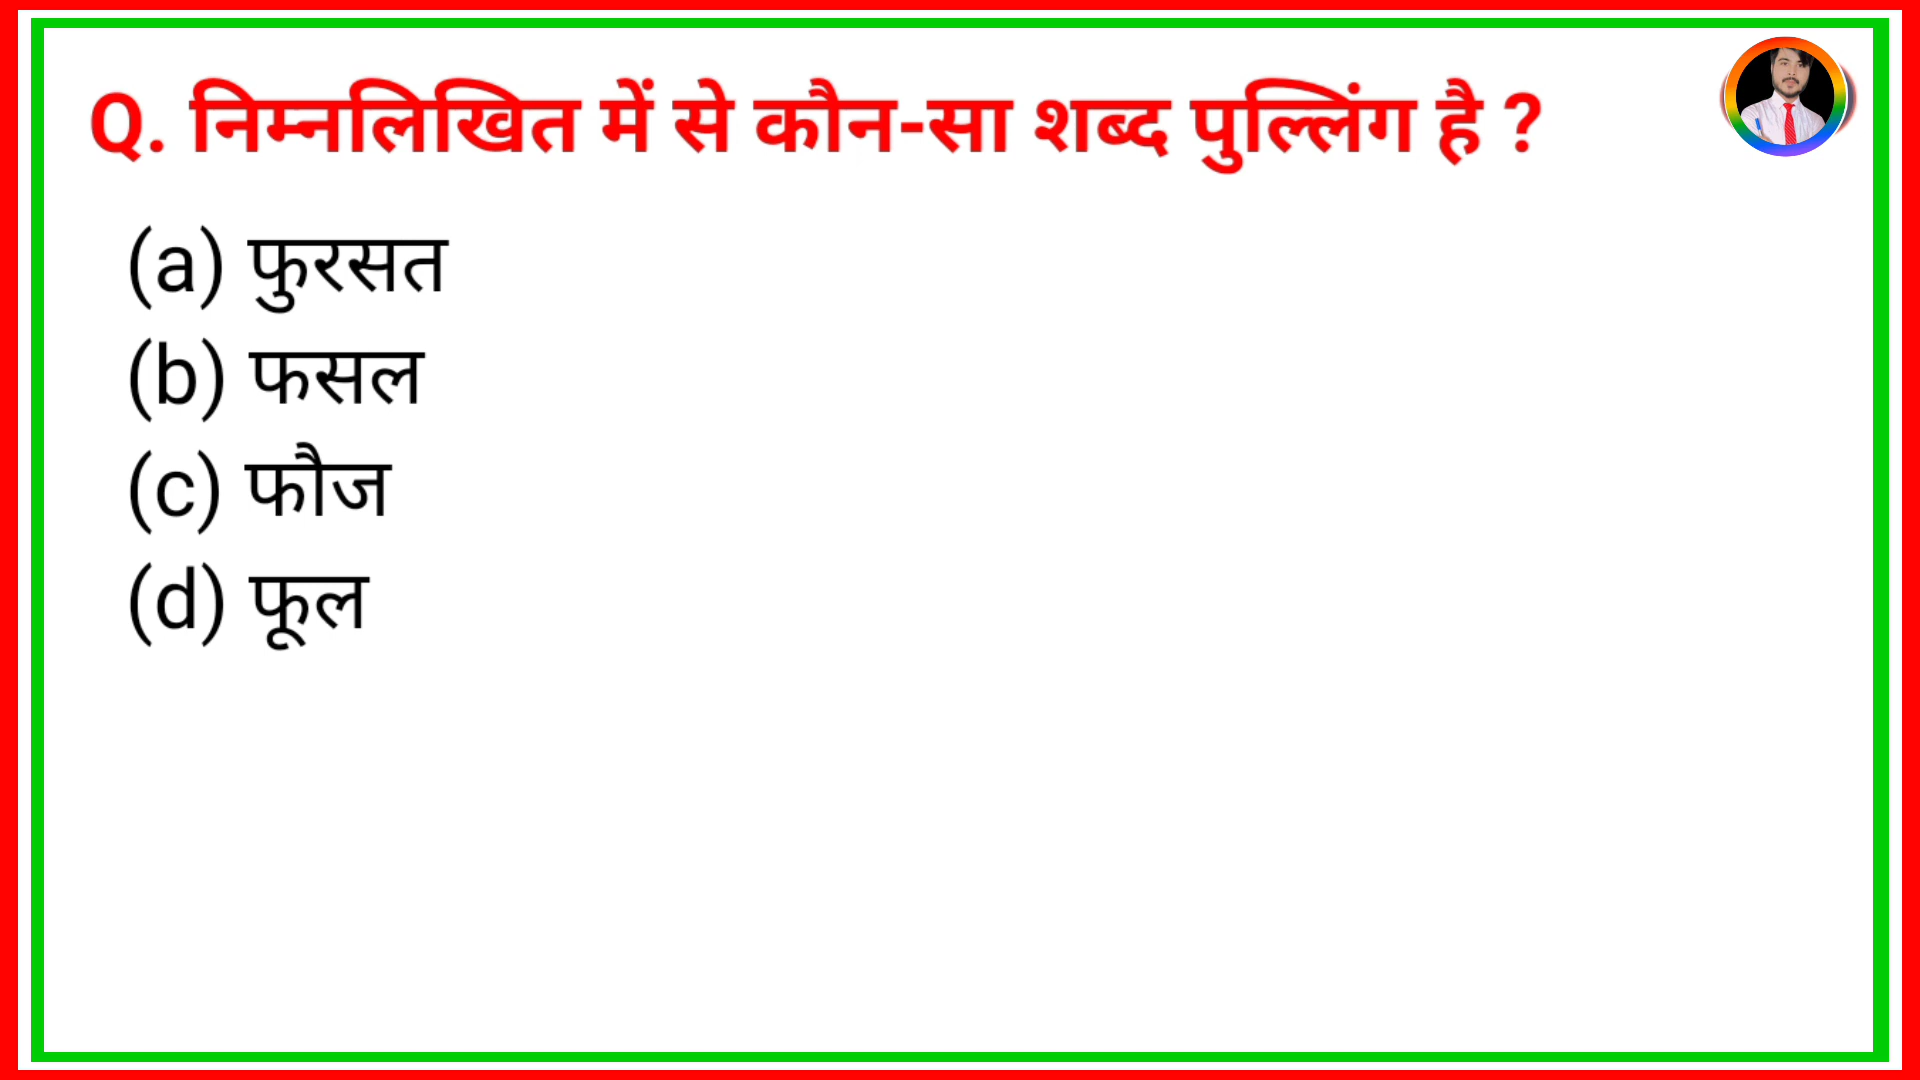 Q. निम्नलिखित में से कौन-सा शब्द पुल्लिंग है ?
(a) फुरसत
(b) फसल
(c) फौज
(d) फूल